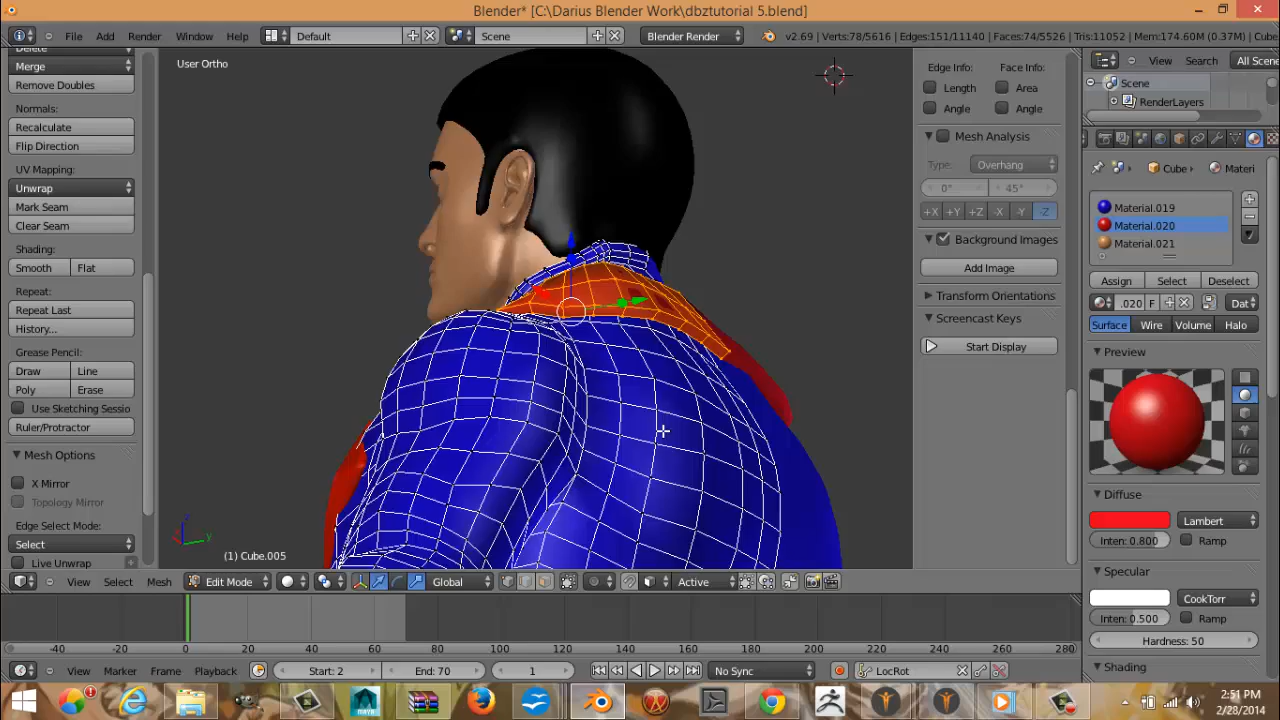 Blender* [C:\Darius Blender Work\dbztutorial 5.blend]
File Add Render Window Help Default Scene Blender Render v2.69 | Verts:78/5616 | Edges:151/11140 | Faces:74/5526 | Tris:11052 | Mem:174.60M (0.37M) | Cu
Delete
Merge
Remove Doubles
Normals:
Recalculate
Flip Direction
UV Mapping:
Unwrap
Mark Seam
Clear Seam
Shading:
Smooth Flat
Repeat:
Repeat Last
History...
Grease Pencil:
Draw Line
Poly Erase
Use Sketching Sessio
Ruler/Protractor
Mesh Options
X Mirror
Topology Mirror
Edge Select Mode:
Select
Live Unwrap
User Ortho
(1) Cube.005
Edge Info: Face Info:
Length Area
Angle Angle
Mesh Analysis
Type: Overhang
0° 45°
+X +Y +Z -X -Y -Z
Background Images
Add Image
Transform Orientations
Screencast Keys
Start Display
View Search All Scene
Scene
RenderLayers
Cube Materi
Material.019
Material.020
Material.021
Assign Select Deselect
.020 F Dat
Surface Wire Volume Halo
Preview
Diffuse
Lambert
Inten: 0.800 Ramp
Specular
CookTorr
Inten: 0.500 Ramp
Hardness: 50
Shading
View Select Mesh Edit Mode Global Active
-40 -20 0 20 40 60 80 100 120 140 160 180 200 220 240 260 280
View Marker Frame Playback Start: 2 End: 70 1 No Sync LocRot
2:51 PM
2/28/2014